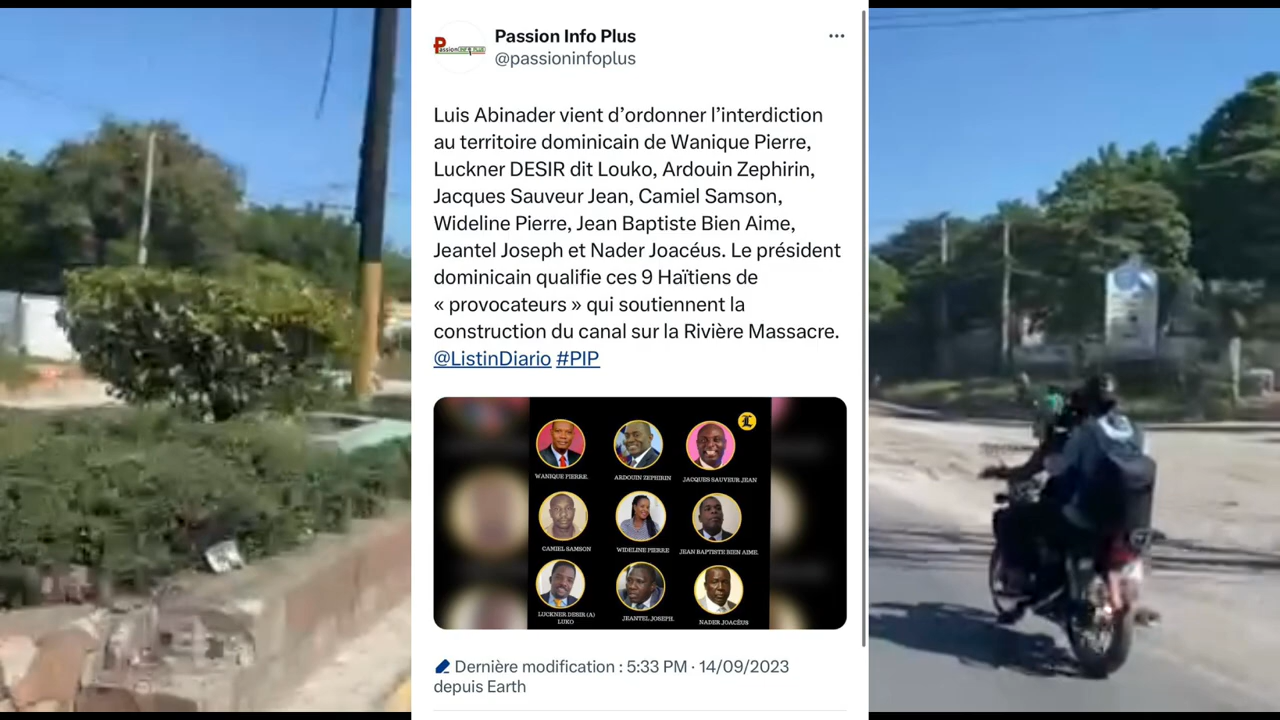 Passion Info Plus
@passioninfoplus
Luis Abinader vient d’ordonner l’interdiction
au territoire dominicain de Wanique Pierre,
Luckner DESIR dit Louko, Ardouin Zephirin,
Jacques Sauveur Jean, Camiel Samson,
Wideline Pierre, Jean Baptiste Bien Aime,
Jeantel Joseph et Nader Joacéus. Le président
dominicain qualifie ces 9 Haïtiens de
« provocateurs » qui soutiennent la
construction du canal sur la Rivière Massacre.
@ListinDiario #PIP
L
WANIQUE PIERRE.
ARDOUIN ZEPHIRIN
JACQUES SAUVEUR JEAN
CAMIEL SAMSON
WIDELINE PIERRE
JEAN BAPTISTE BIEN AIME.
LUCKNER DESIR (A)
LUKO
JEANTEL JOSEPH.
NADER JOACÉUS
Dernière modification : 5:33 PM · 14/09/2023
depuis Earth